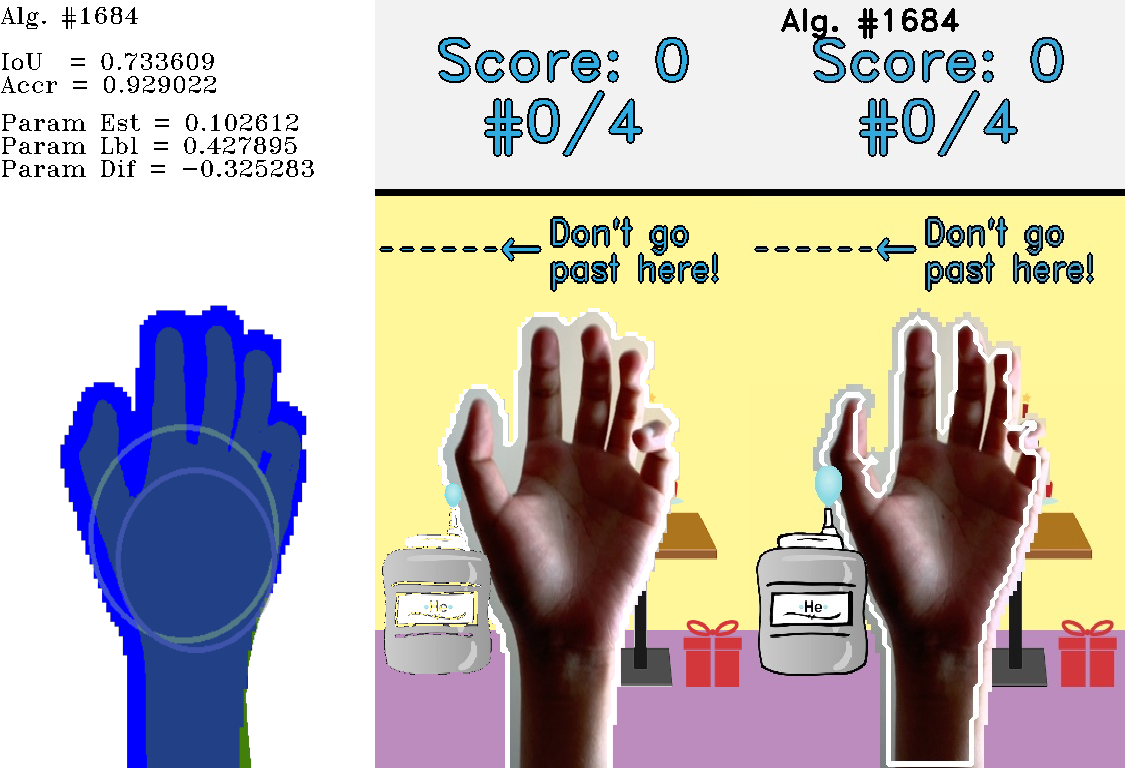 Alg. #1684
IoU = 0.733609
Accr = 0.929022
Param Est = 0.102612
Param Lbl = 0.427895
Param Dif = −0.325283
Score: 0
#0/4
Don't go
past here!
He
Alg. #1684
Score: 0
#0/4
Don't go
past here!
He